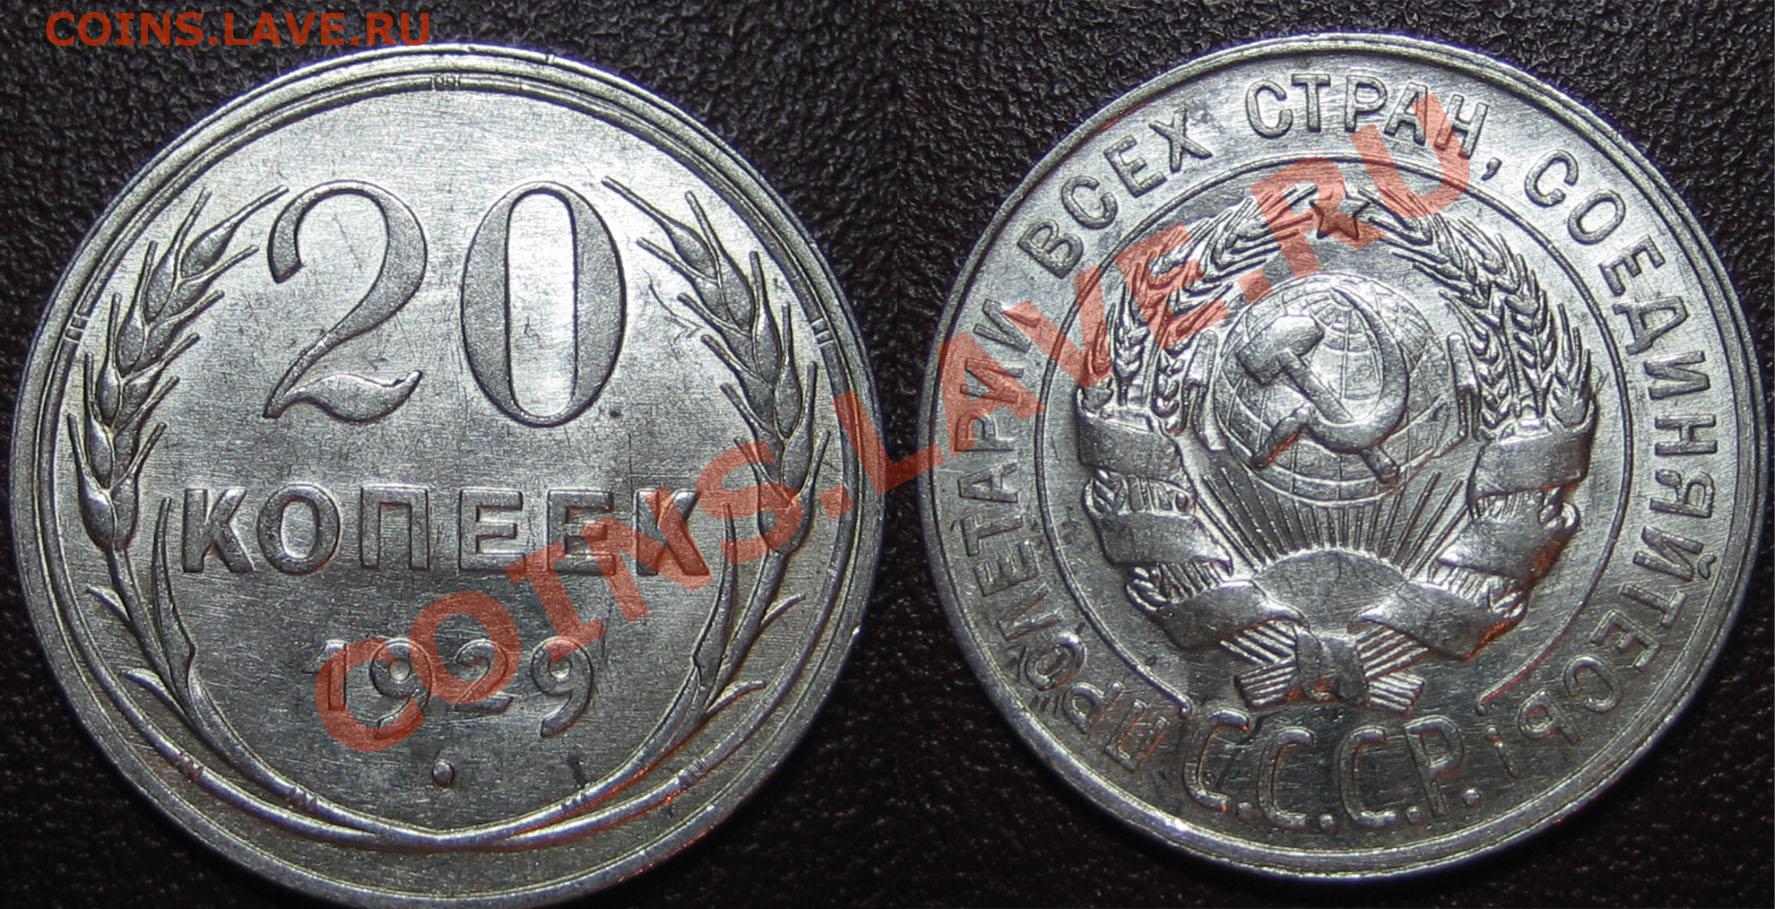 COINS.LAVE.RU
20
КОПЕЕК
1929
ПРОЛЕТАРИИ ВСЕХ СТРАН, СОЕДИНЯЙТЕСЬ!
С.С.С.Р.
COINS.LAVE.RU